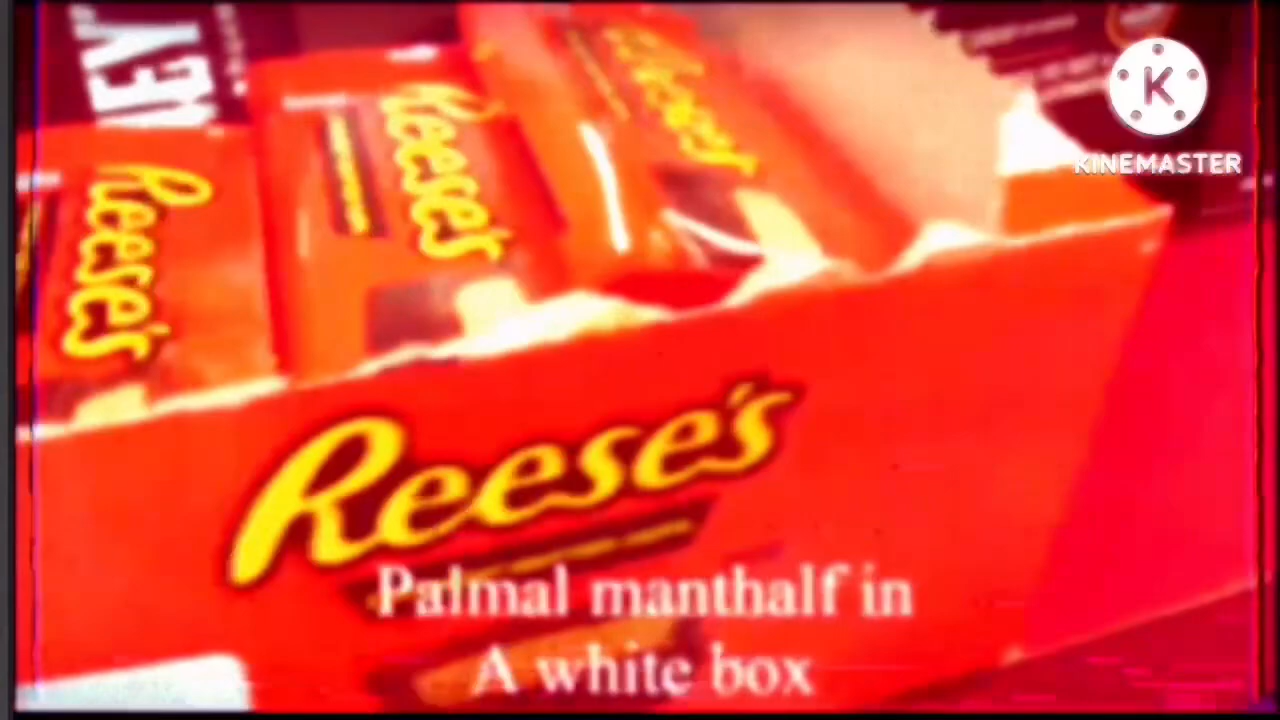 Reese's
Reese's
Reese's
K
KINEMASTER
Reese's
Palmal manthalf in
A white box